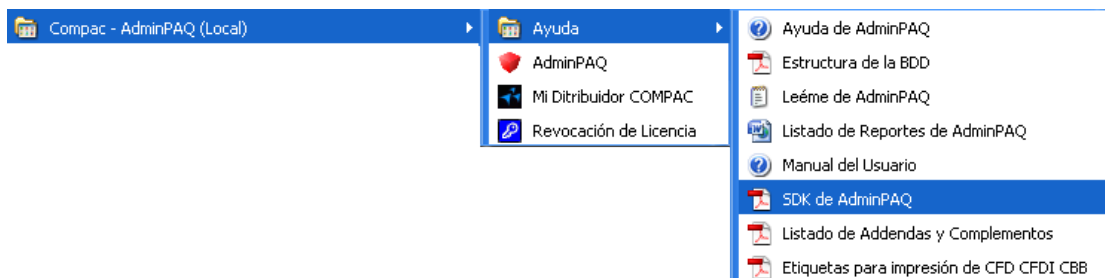 Compac - AdminPAQ (Local)
Ayuda
AdminPAQ
Mi Ditribuidor COMPAC
Revocación de Licencia
Ayuda de AdminPAQ
Estructura de la BDD
Leéme de AdminPAQ
Listado de Reportes de AdminPAQ
Manual del Usuario
SDK de AdminPAQ
Listado de Addendas y Complementos
Etiquetas para impresión de CFD CFDI CBB